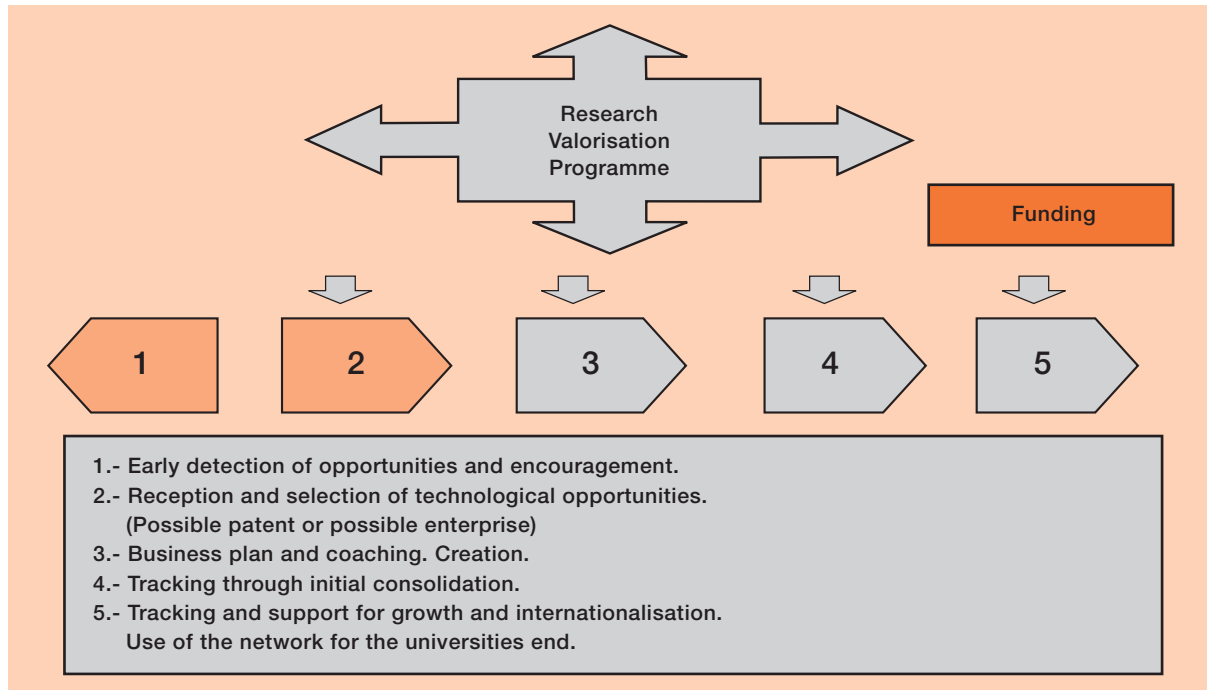 Research
Valorisation
Programme
Funding
1
2
3
4
5
1.- Early detection of opportunities and encouragement.
2.- Reception and selection of technological opportunities.
(Possible patent or possible enterprise)
3.- Business plan and coaching. Creation.
4.- Tracking through initial consolidation.
5.- Tracking and support for growth and internationalisation.
Use of the network for the universities end.